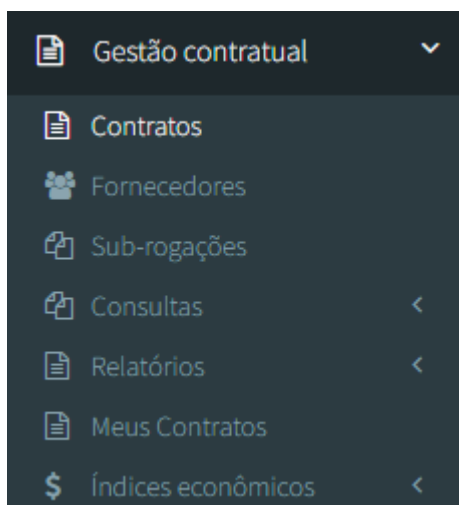 Gestão contratual
Contratos
Fornecedores
Sub-rogações
Consultas
Relatórios
Meus Contratos
$ Índices econômicos